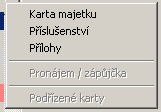 Karta majetku
Příslušenství
Přílohy
Pronájem / zápůjčka
Podřízené karty